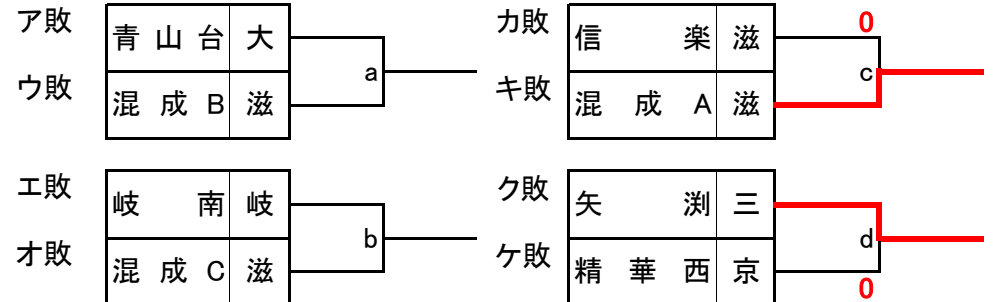 ア敗 青山台 大
ウ敗 混成B 滋
a
エ敗 岐南 岐
オ敗 混成C 滋
b
カ敗 信楽 滋 0
キ敗 混成A 滋
c
ク敗 矢渕 三
ケ敗 精華西 京 0
d